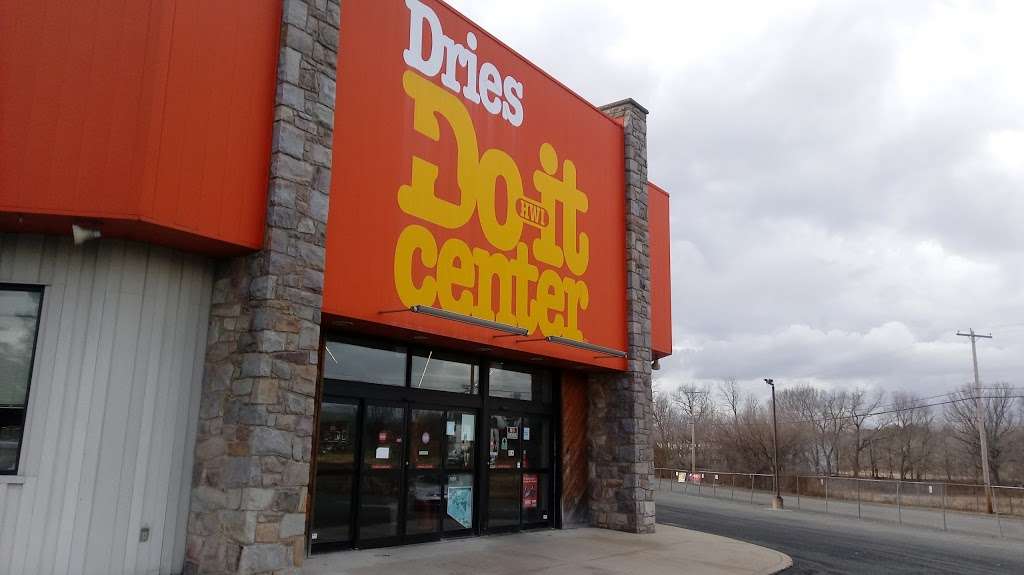 Dries
Do it
HWI
center